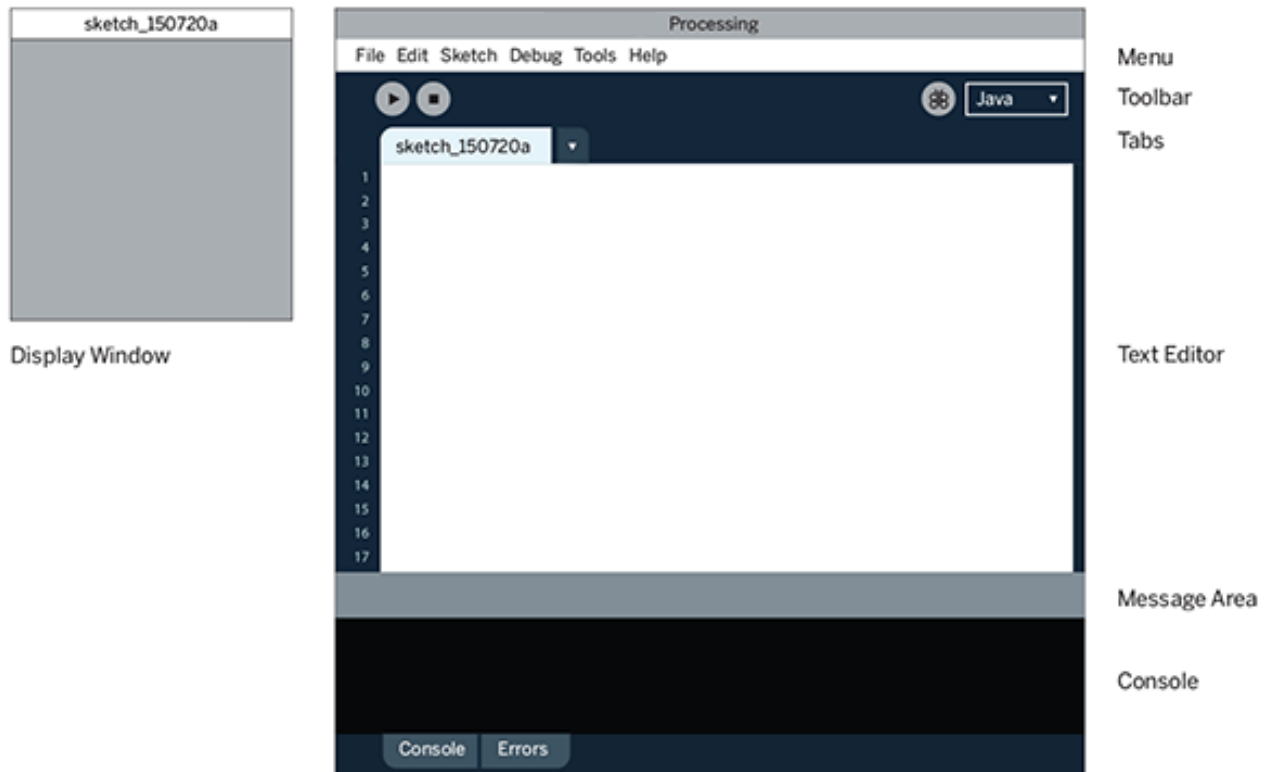 sketch_150720a
Display Window
Processing
File Edit Sketch Debug Tools Help
Java
sketch_150720a
1
2
3
4
5
6
7
8
9
10
11
12
13
14
15
16
17
Console Errors
Menu
Toolbar
Tabs
Text Editor
Message Area
Console